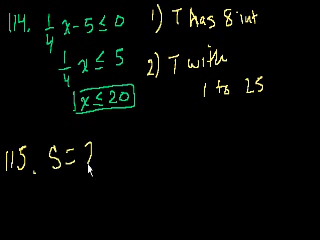 114. 1/4 x - 5 ≤ 0
1/4 x ≤ 5
x ≤ 20
1) T has 8 int
2) T with
1 to 25
115. S = ?